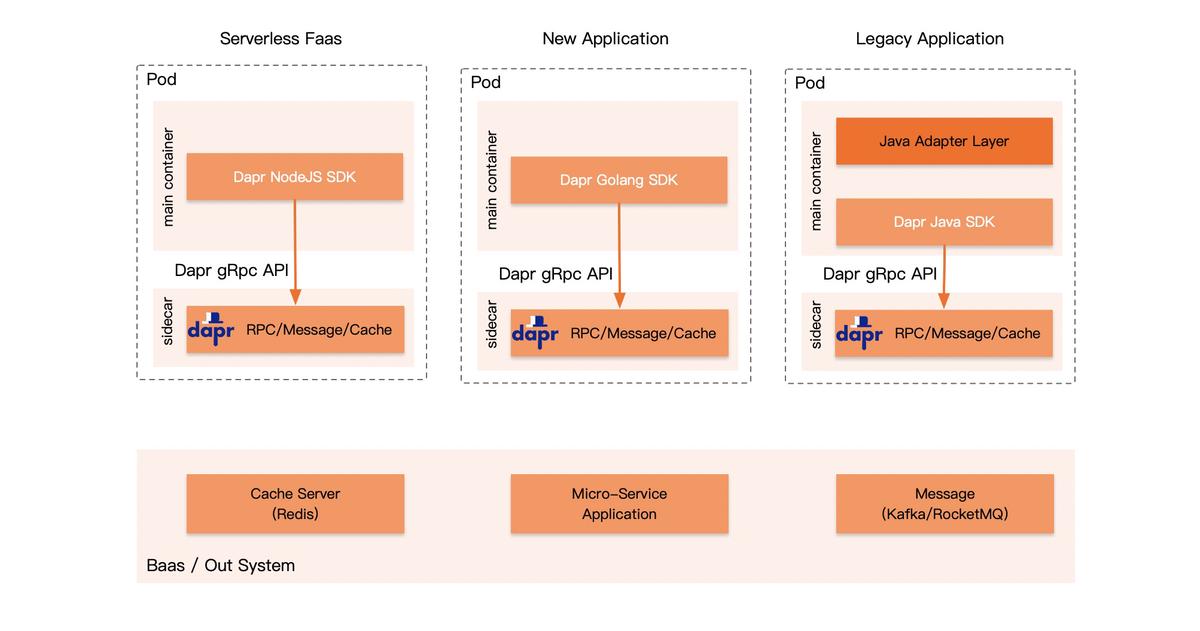 Serverless Faas
Pod
main container
Dapr NodeJS SDK
Dapr gRpc API
sidecar
dapr
RPC/Message/Cache
New Application
Pod
main container
Dapr Golang SDK
Dapr gRpc API
sidecar
dapr
RPC/Message/Cache
Legacy Application
Pod
main container
Java Adapter Layer
Dapr Java SDK
Dapr gRpc API
sidecar
dapr
RPC/Message/Cache
Cache Server
(Redis)
Micro-Service
Application
Message
(Kafka/RocketMQ)
Baas / Out System